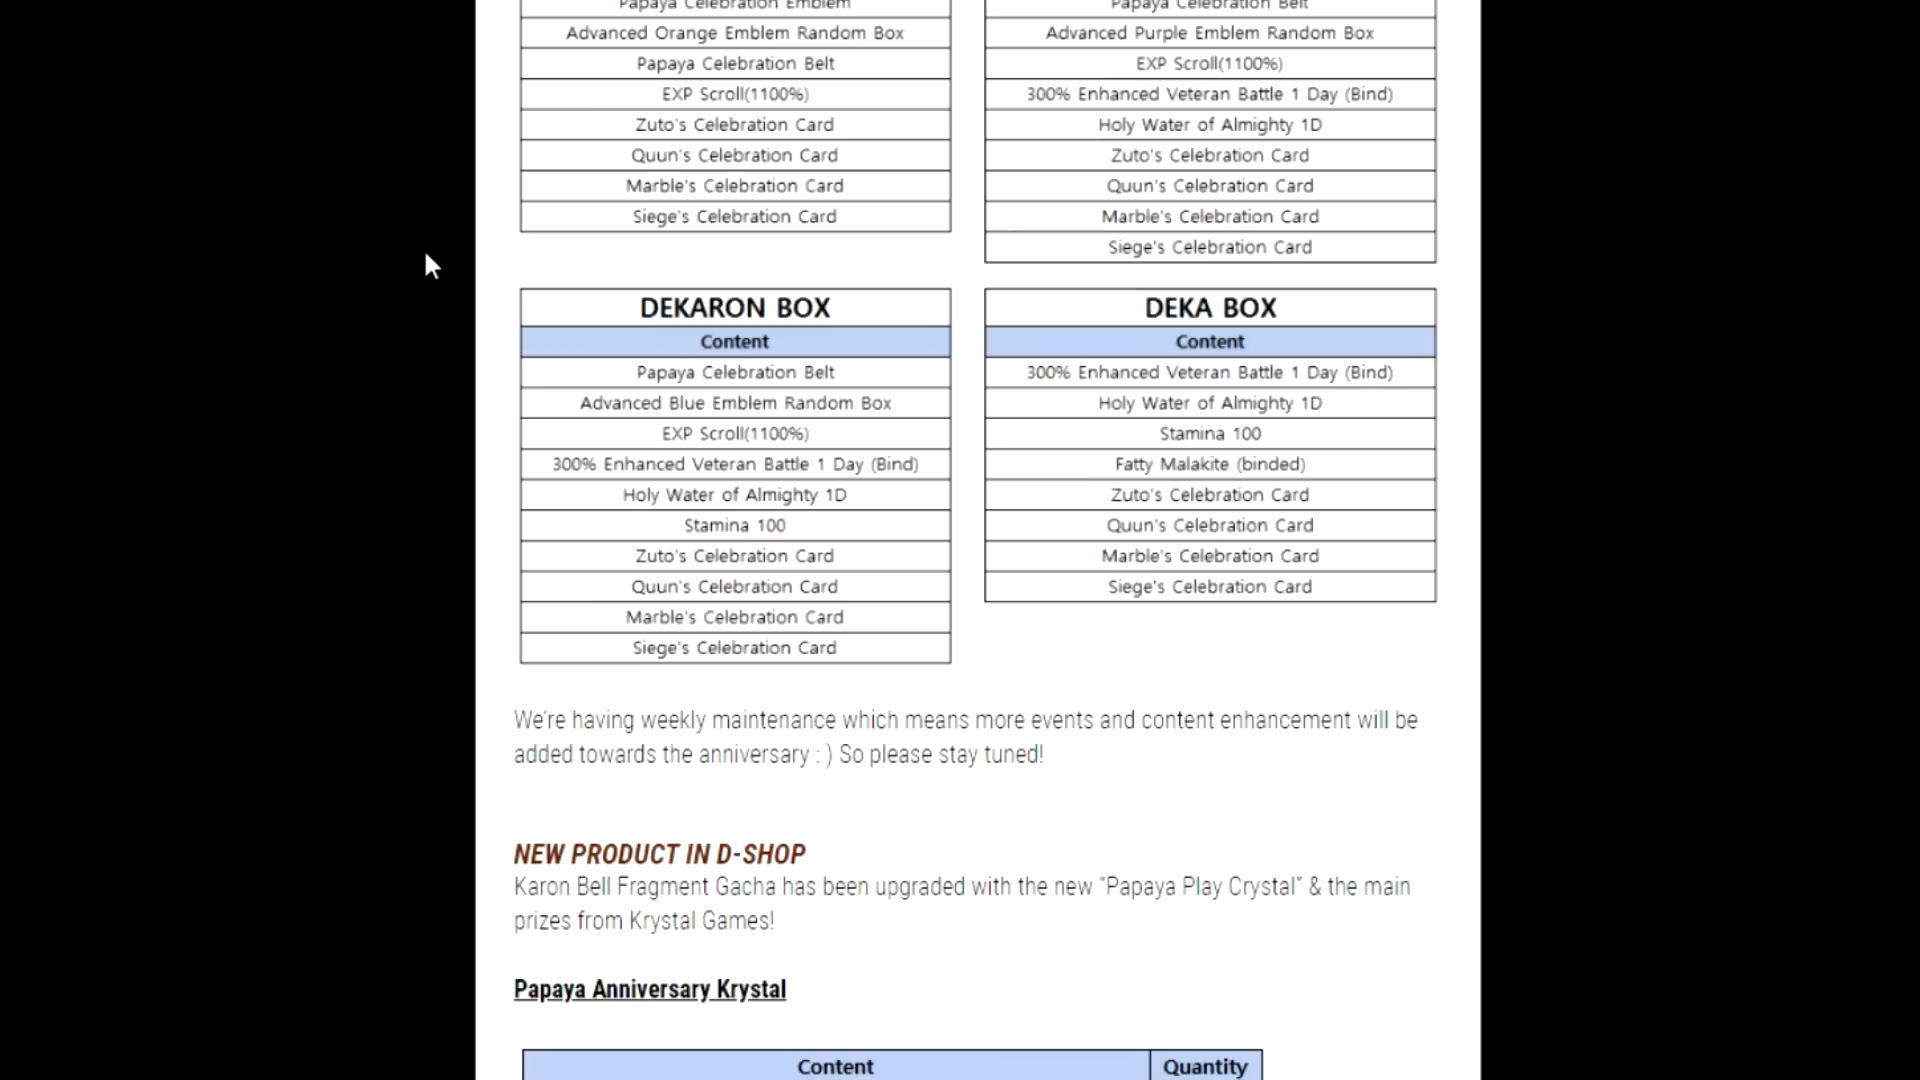 Papaya Celebration Emblem
Advanced Orange Emblem Random Box
Papaya Celebration Belt
EXP Scroll(1100%)
Zuto's Celebration Card
Quun's Celebration Card
Marble's Celebration Card
Siege's Celebration Card
Papaya Celebration Belt
Advanced Purple Emblem Random Box
EXP Scroll(1100%)
300% Enhanced Veteran Battle 1 Day (Bind)
Holy Water of Almighty 1D
Zuto's Celebration Card
Quun's Celebration Card
Marble's Celebration Card
Siege's Celebration Card
DEKARON BOX
Content
Papaya Celebration Belt
Advanced Blue Emblem Random Box
EXP Scroll(1100%)
300% Enhanced Veteran Battle 1 Day (Bind)
Holy Water of Almighty 1D
Stamina 100
Zuto's Celebration Card
Quun's Celebration Card
Marble's Celebration Card
Siege's Celebration Card
DEKA BOX
Content
300% Enhanced Veteran Battle 1 Day (Bind)
Holy Water of Almighty 1D
Stamina 100
Fatty Malakite (binded)
Zuto's Celebration Card
Quun's Celebration Card
Marble's Celebration Card
Siege's Celebration Card
We're having weekly maintenance which means more events and content enhancement will be
added towards the anniversary : ) So please stay tuned!
NEW PRODUCT IN D-SHOP
Karon Bell Fragment Gacha has been upgraded with the new “Papaya Play Crystal” & the main
prizes from Krystal Games!
Papaya Anniversary Krystal
Content Quantity